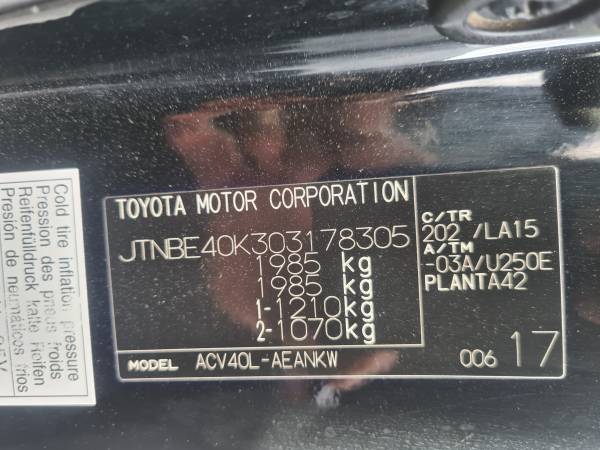 TOYOTA MOTOR CORPORATION
JTNBE40K303178305
1985 kg
1985 kg
1-1210kg
2-1070kg
C/TR
202 /LA15
A/TM
-03A/U250E
PLANTA42
MODEL ACV40L-AEANKW
006 17
Cold tire inflation pressure
Pression des pneus froids
Reifenfülldruck kalte Reifen
Presión de neumáticos fríos